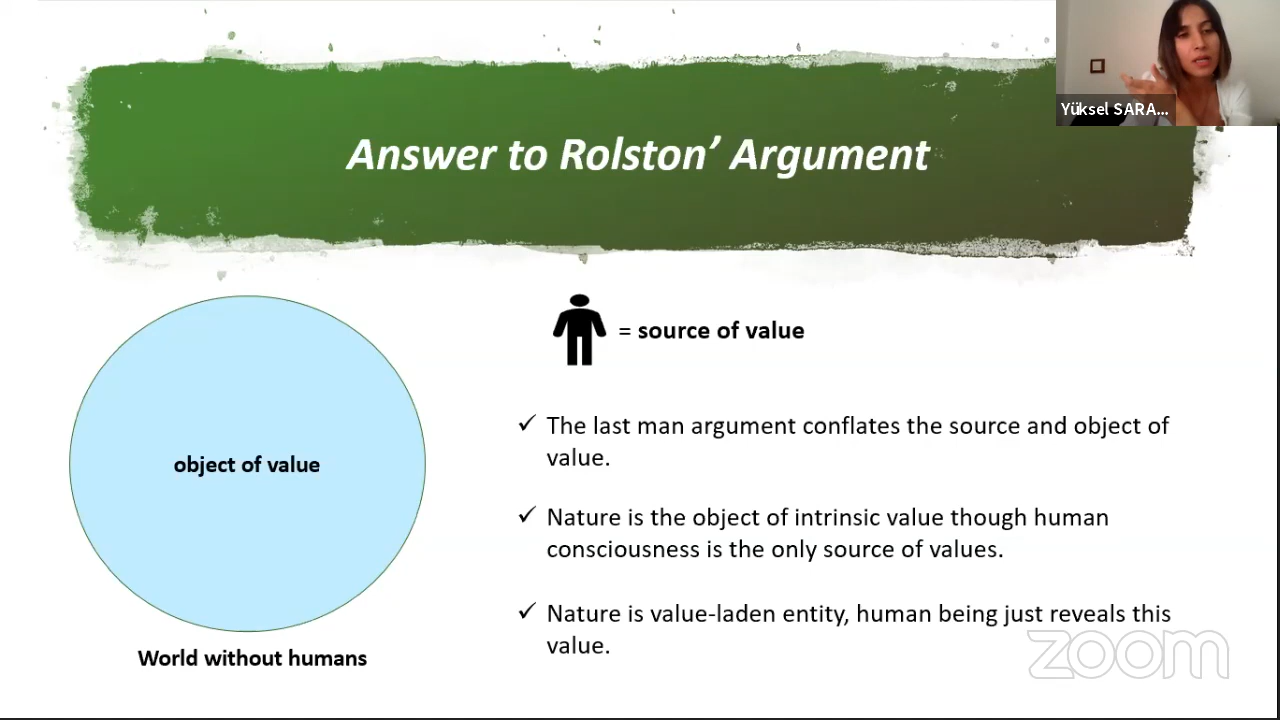 Yüksel SARA...
Answer to Rolston’ Argument
= source of value
object of value
World without humans
✓ The last man argument conflates the source and object of
value.
✓ Nature is the object of intrinsic value though human
consciousness is the only source of values.
✓ Nature is value-laden entity, human being just reveals this
value.
zoom